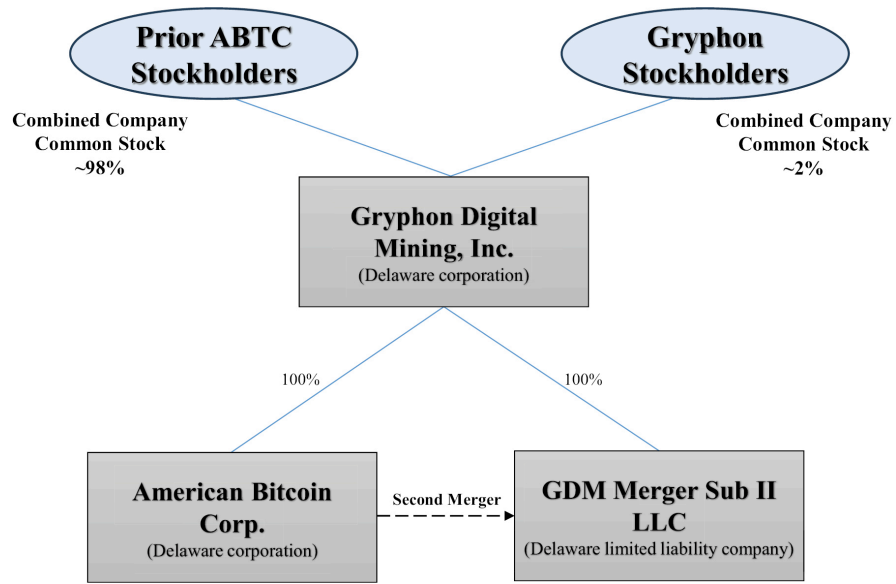 Prior ABTC
Stockholders
Gryphon
Stockholders
Combined Company
Common Stock
~98%
Combined Company
Common Stock
~2%
Gryphon Digital
Mining, Inc.
(Delaware corporation)
100%
100%
American Bitcoin
Corp.
(Delaware corporation)
Second Merger
GDM Merger Sub II
LLC
(Delaware limited liability company)